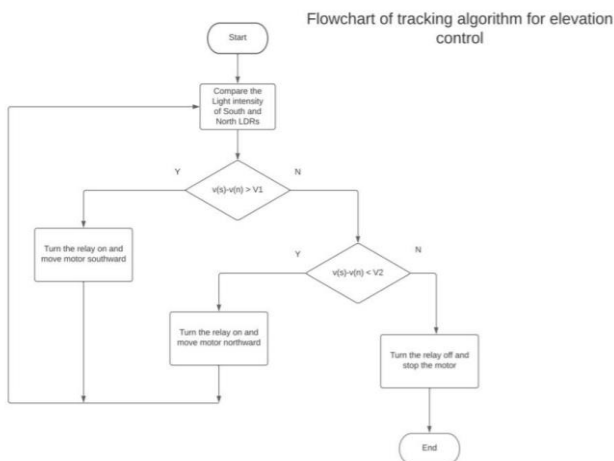 Flowchart of tracking algorithm for elevation
control
Start
Compare the
Light intensity
of South and
North LDRs
Y
N
v(s)-v(n) > V1
Turn the relay on and
move motor southward
Y
N
v(s)-v(n) < V2
Turn the relay on and
move motor northward
Turn the relay off and
stop the motor
End